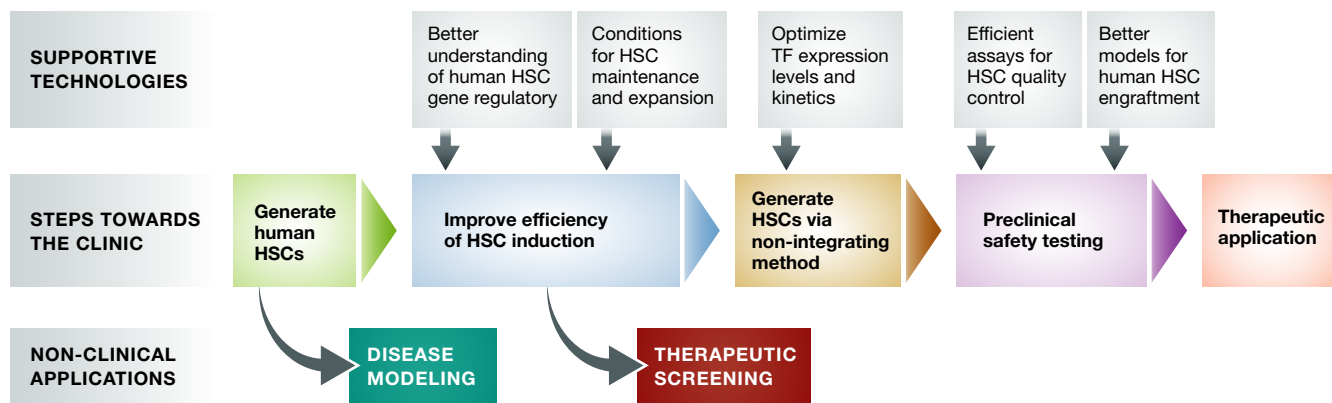 SUPPORTIVE
TECHNOLOGIES
Better
understanding
of human HSC
gene regulatory
Conditions
for HSC
maintenance
and expansion
Optimize
TF expression
levels and
kinetics
Efficient
assays for
HSC quality
control
Better
models for
human HSC
engraftment
STEPS TOWARDS
THE CLINIC
Generate
human
HSCs
Improve efficiency
of HSC induction
Generate
HSCs via
non-integrating
method
Preclinical
safety testing
Therapeutic
application
NON-CLINICAL
APPLICATIONS
DISEASE
MODELING
THERAPEUTIC
SCREENING